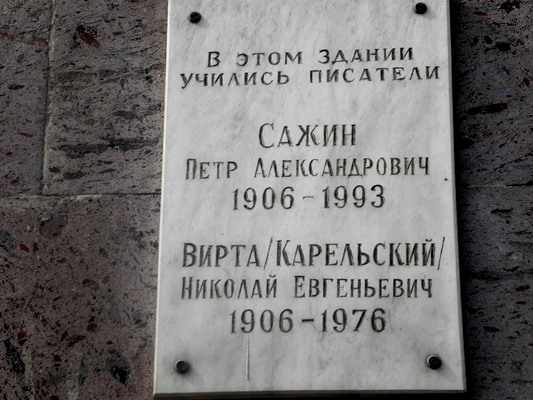 В этом здании
учились писатели
Сажин
Петр Александрович
1906 - 1993
Вирта/Карельский/
Николай Евгеньевич
1906 - 1976